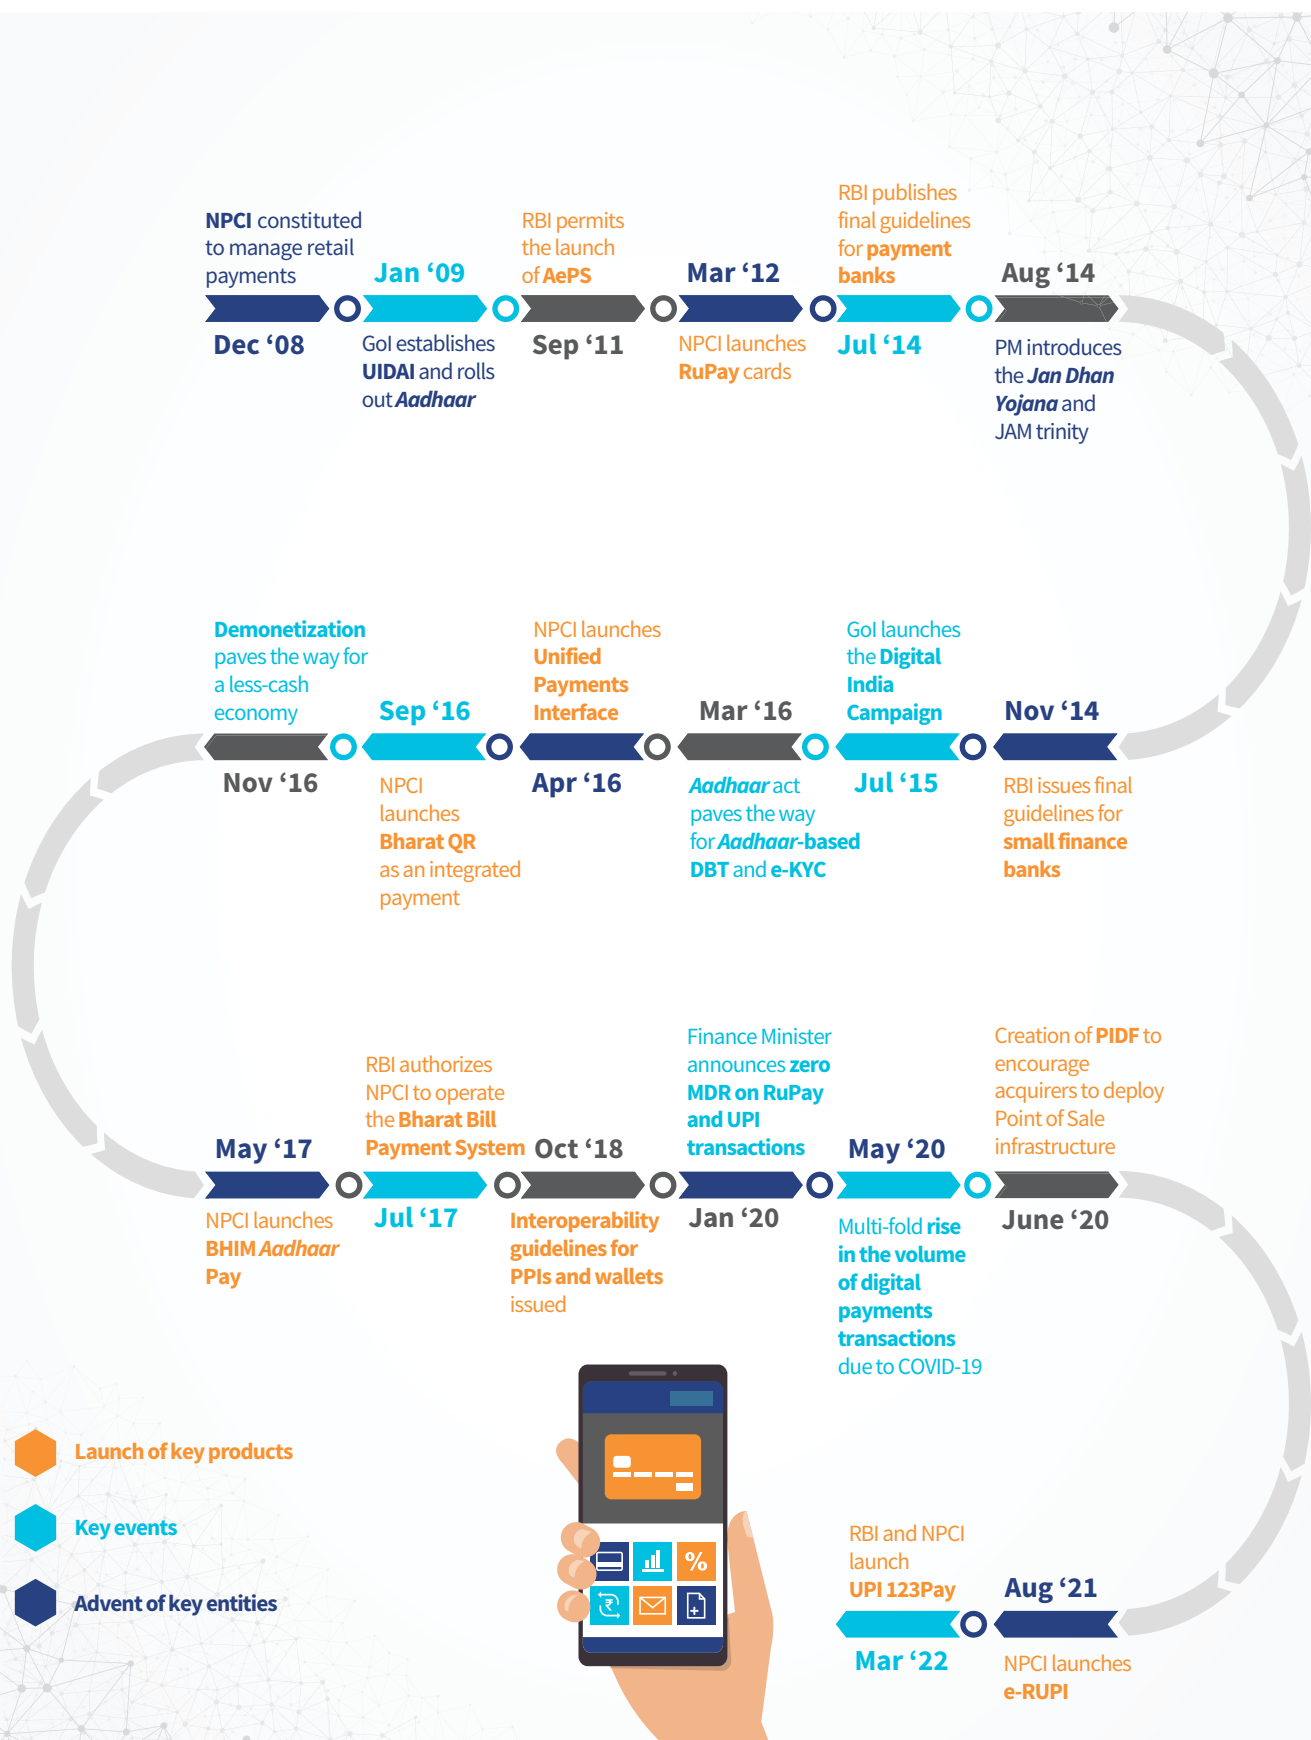 NPCI constituted
to manage retail
payments
Dec ‘08
Jan ‘09
GoI establishes
UIDAI and rolls
out Aadhaar
RBI permits
the launch
of AePS
Sep ‘11
Mar ‘12
NPCI launches
RuPay cards
RBI publishes
final guidelines
for payment
banks
Jul ‘14
Aug ‘14
PM introduces
the Jan Dhan
Yojana and
JAM trinity
Nov ‘14
RBI issues final
guidelines for
small finance
banks
GoI launches
the Digital
India
Campaign
Jul ‘15
Mar ‘16
Aadhaar act
paves the way
for Aadhaar-based
DBT and e-KYC
NPCI launches
Unified
Payments
Interface
Apr ‘16
Sep ‘16
NPCI
launches
Bharat QR
as an integrated
payment
Demonetization
paves the way for
a less-cash
economy
Nov ‘16
May ‘17
NPCI launches
BHIM Aadhaar
Pay
RBI authorizes
NPCI to operate
the Bharat Bill
Payment System
Jul ‘17
Oct ‘18
Interoperability
guidelines for
PPIs and wallets
issued
Finance Minister
announces zero
MDR on RuPay
and UPI
transactions
Jan ‘20
May ‘20
Multi-fold rise
in the volume
of digital
payments
transactions
due to COVID-19
Creation of PIDF to
encourage
acquirers to deploy
Point of Sale
infrastructure
June ‘20
Aug ‘21
NPCI launches
e-RUPI
RBI and NPCI
launch
UPI 123Pay
Mar ‘22
Launch of key products
Key events
Advent of key entities
%
₹